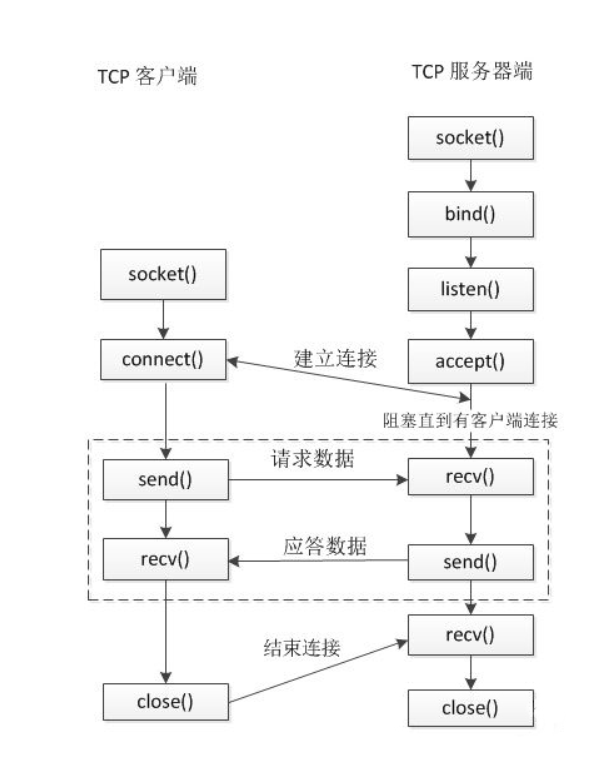 TCP 客户端
TCP 服务器端
socket()
bind()
socket()
listen()
connect()
建立连接
accept()
阻塞直到有客户端连接
send()
请求数据
recv()
recv()
应答数据
send()
结束连接
recv()
close()
close()